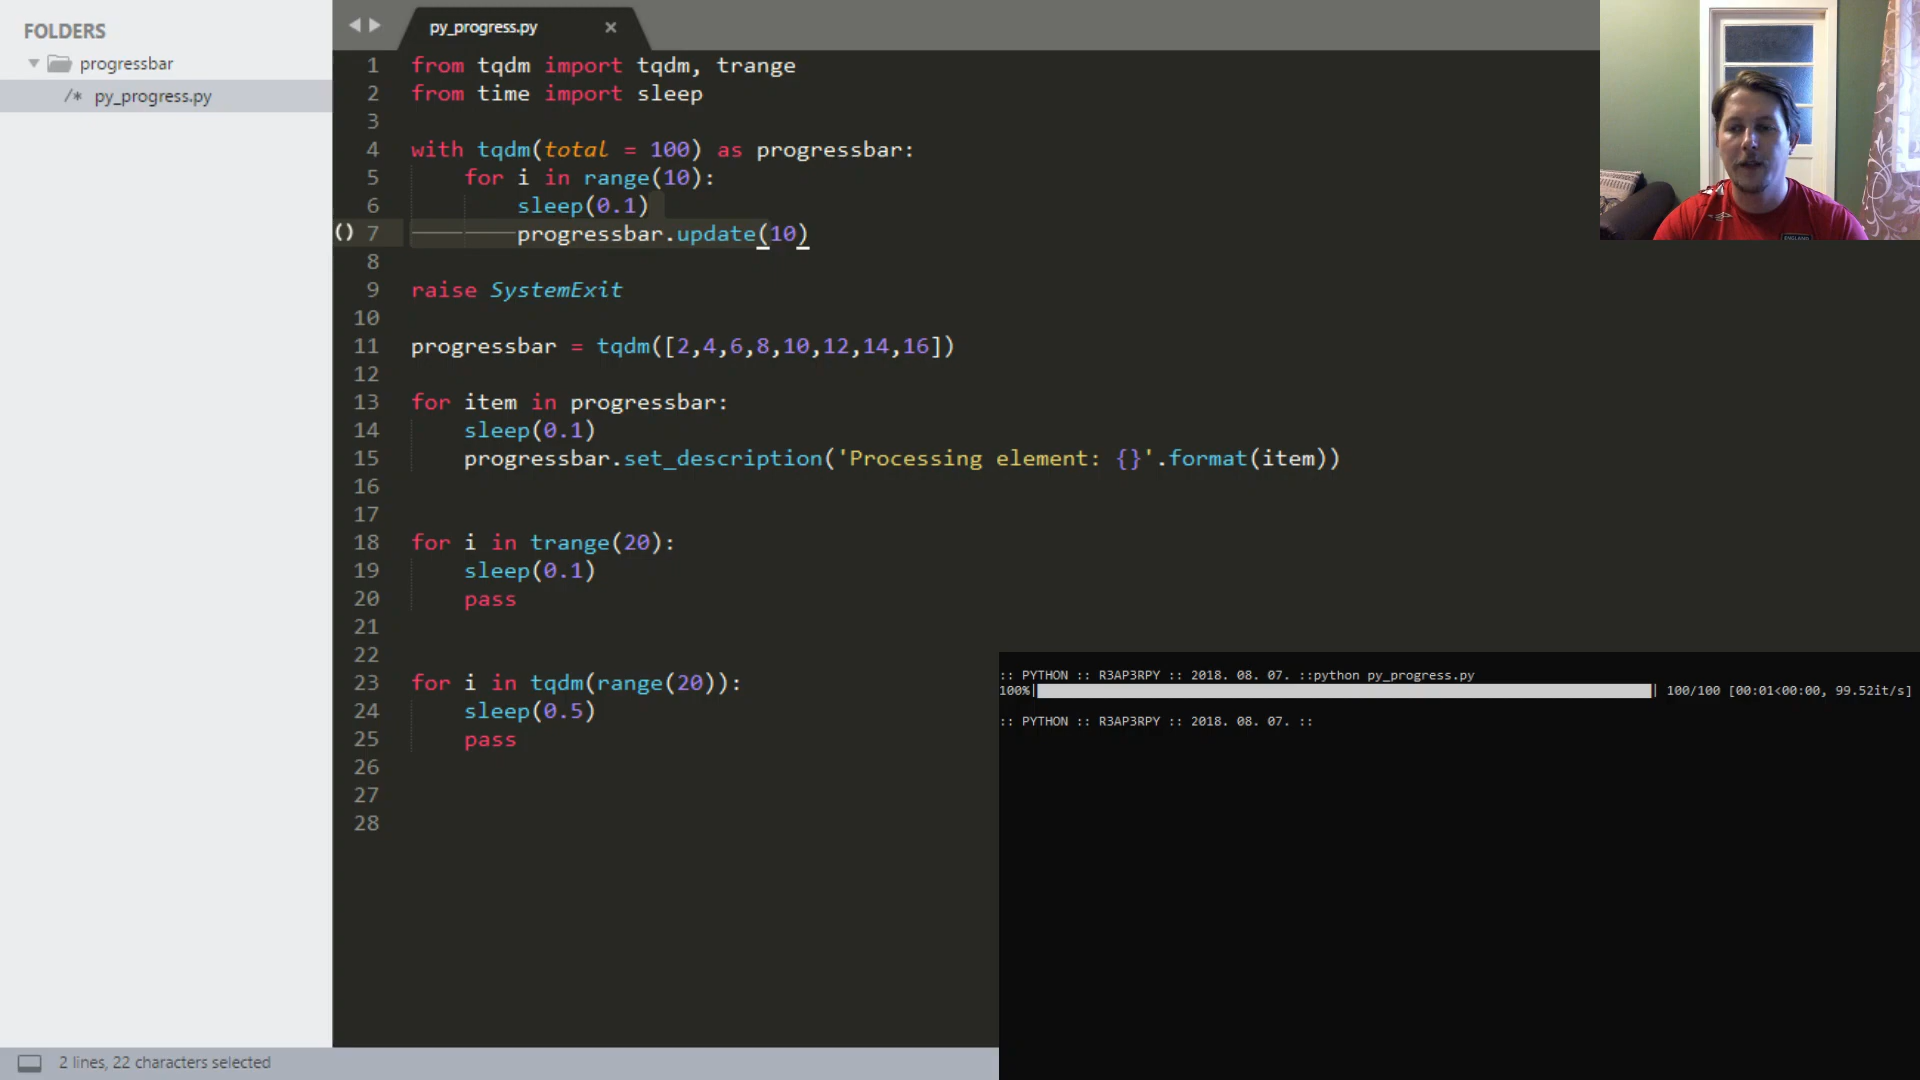 FOLDERS
progressbar
/* py_progress.py
py_progress.py ×
1 from tqdm import tqdm, trange
2 from time import sleep
3
4 with tqdm(total = 100) as progressbar:
5 for i in range(10):
6 sleep(0.1)
() 7 progressbar.update(10)
8
9 raise SystemExit
10
11 progressbar = tqdm([2,4,6,8,10,12,14,16])
12
13 for item in progressbar:
14 sleep(0.1)
15 progressbar.set_description('Processing element: {}'.format(item))
16
17
18 for i in trange(20):
19 sleep(0.1)
20 pass
21
22
23 for i in tqdm(range(20)):
24 sleep(0.5)
25 pass
26
27
28
:: PYTHON :: R3AP3RPY :: 2018. 08. 07. ::python py_progress.py
100%| | 100/100 [00:01<00:00, 99.52it/s]
:: PYTHON :: R3AP3RPY :: 2018. 08. 07. ::
2 lines, 22 characters selected
ENGLAND